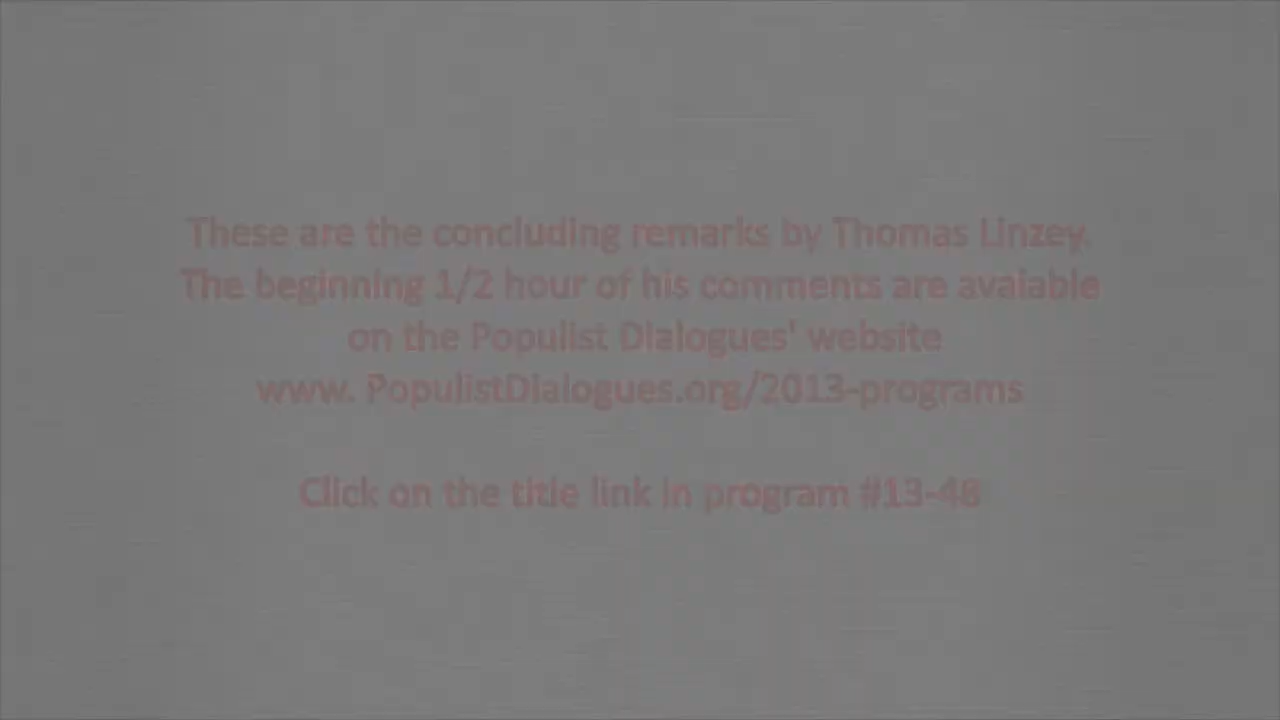 These are the concluding remarks by Thomas Linzey.
The beginning 1/2 hour of his comments are avaiable
on the Populist Dialogues' website
www. PopulistDialogues.org/2013-programs
Click on the title link in program #13-48